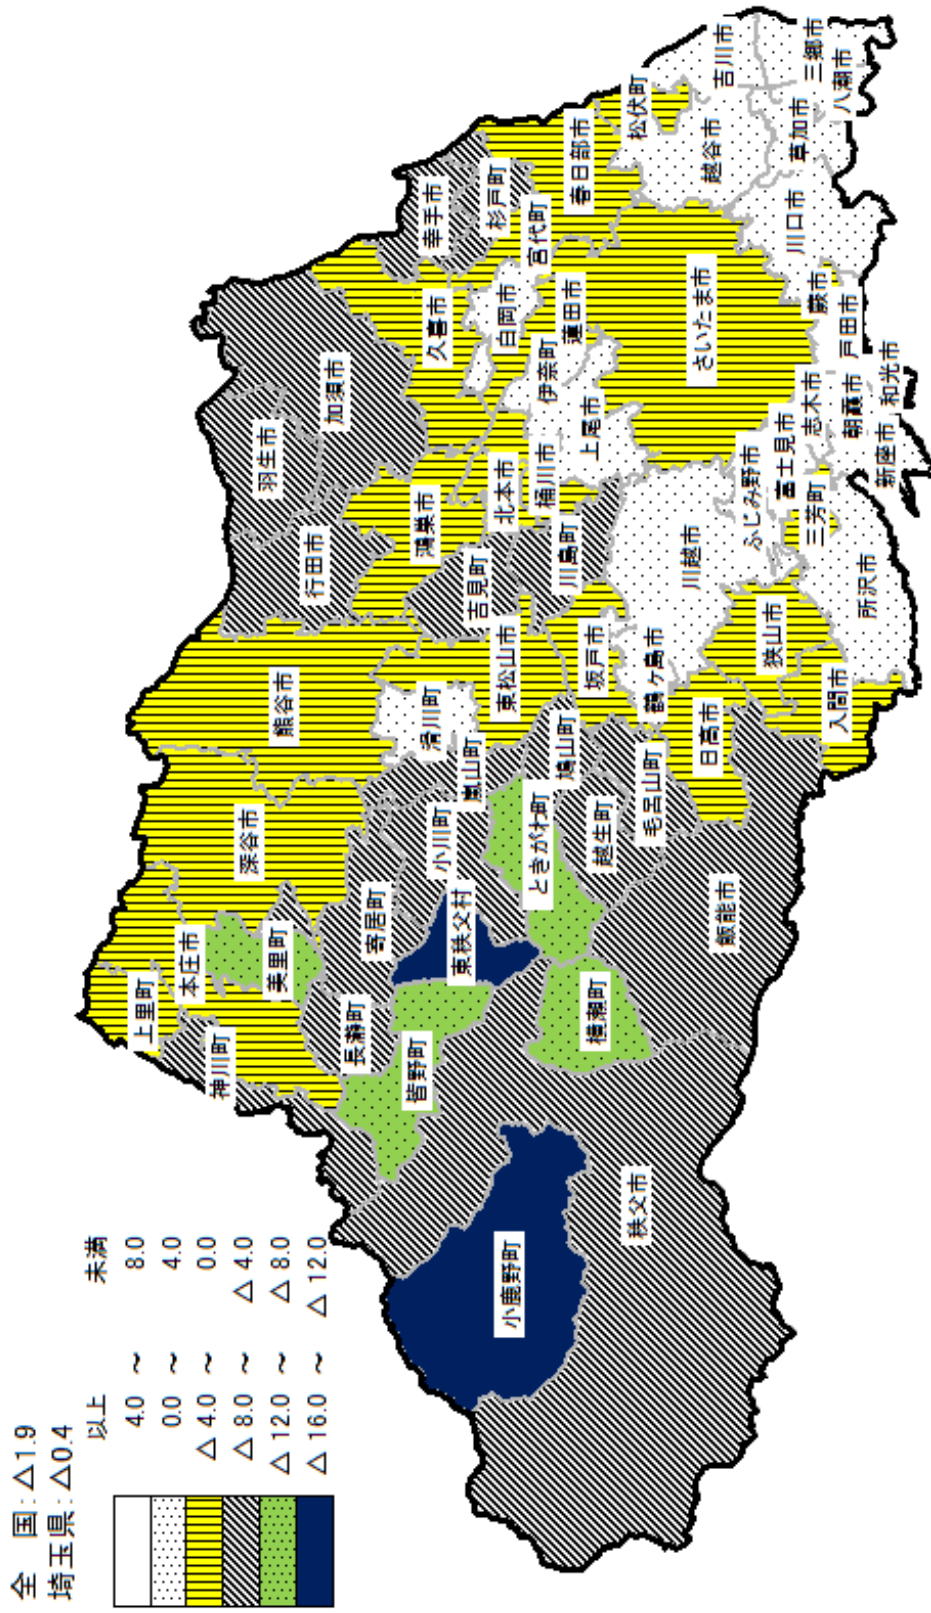 全　国：△1.9
埼玉県：△0.4
以上　未満
4.0 ～ 8.0
0.0 ～ 4.0
△ 4.0 ～ 0.0
△ 8.0 ～ △ 4.0
△ 12.0 ～ △ 8.0
△ 16.0 ～ △ 12.0
上里町
本庄市
神川町
美里町
深谷市
熊谷市
寄居町
長瀞町
皆野町
小鹿野町
秩父市
横瀬町
東秩父村
小川町
嵐山町
滑川町
ときがわ町
鳩山町
越生町
毛呂山町
飯能市
日高市
東松山市
坂戸市
鶴ヶ島市
吉見町
川島町
行田市
羽生市
加須市
鴻巣市
北本市
桶川市
久喜市
幸手市
杉戸町
宮代町
白岡市
蓮田市
伊奈町
上尾市
春日部市
松伏町
さいたま市
川越市
狭山市
入間市
所沢市
ふじみ野市
富士見市
三芳町
志木市
朝霞市
新座市
和光市
戸田市
蕨市
川口市
草加市
越谷市
吉川市
三郷市
八潮市